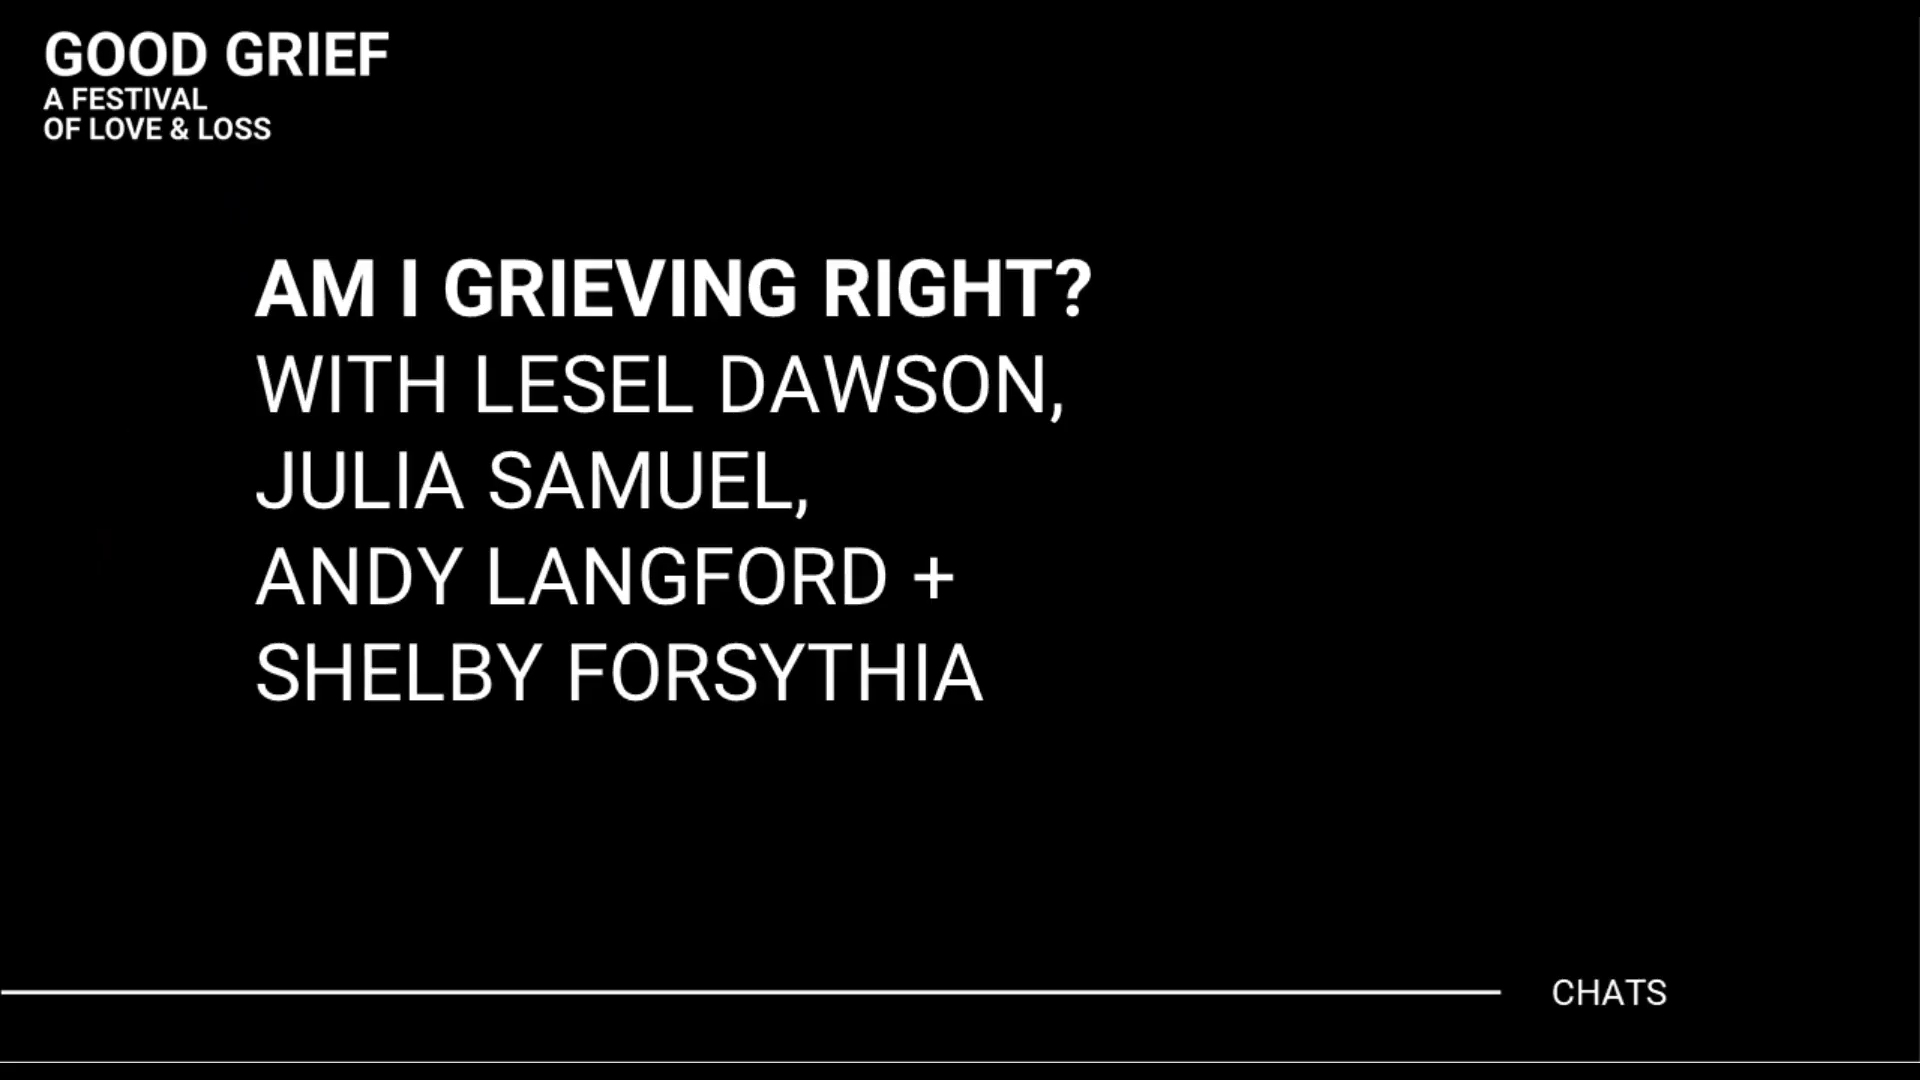 GOOD GRIEF
A FESTIVAL
OF LOVE & LOSS
AM I GRIEVING RIGHT?
WITH LESEL DAWSON,
JULIA SAMUEL,
ANDY LANGFORD +
SHELBY FORSYTHIA
CHATS